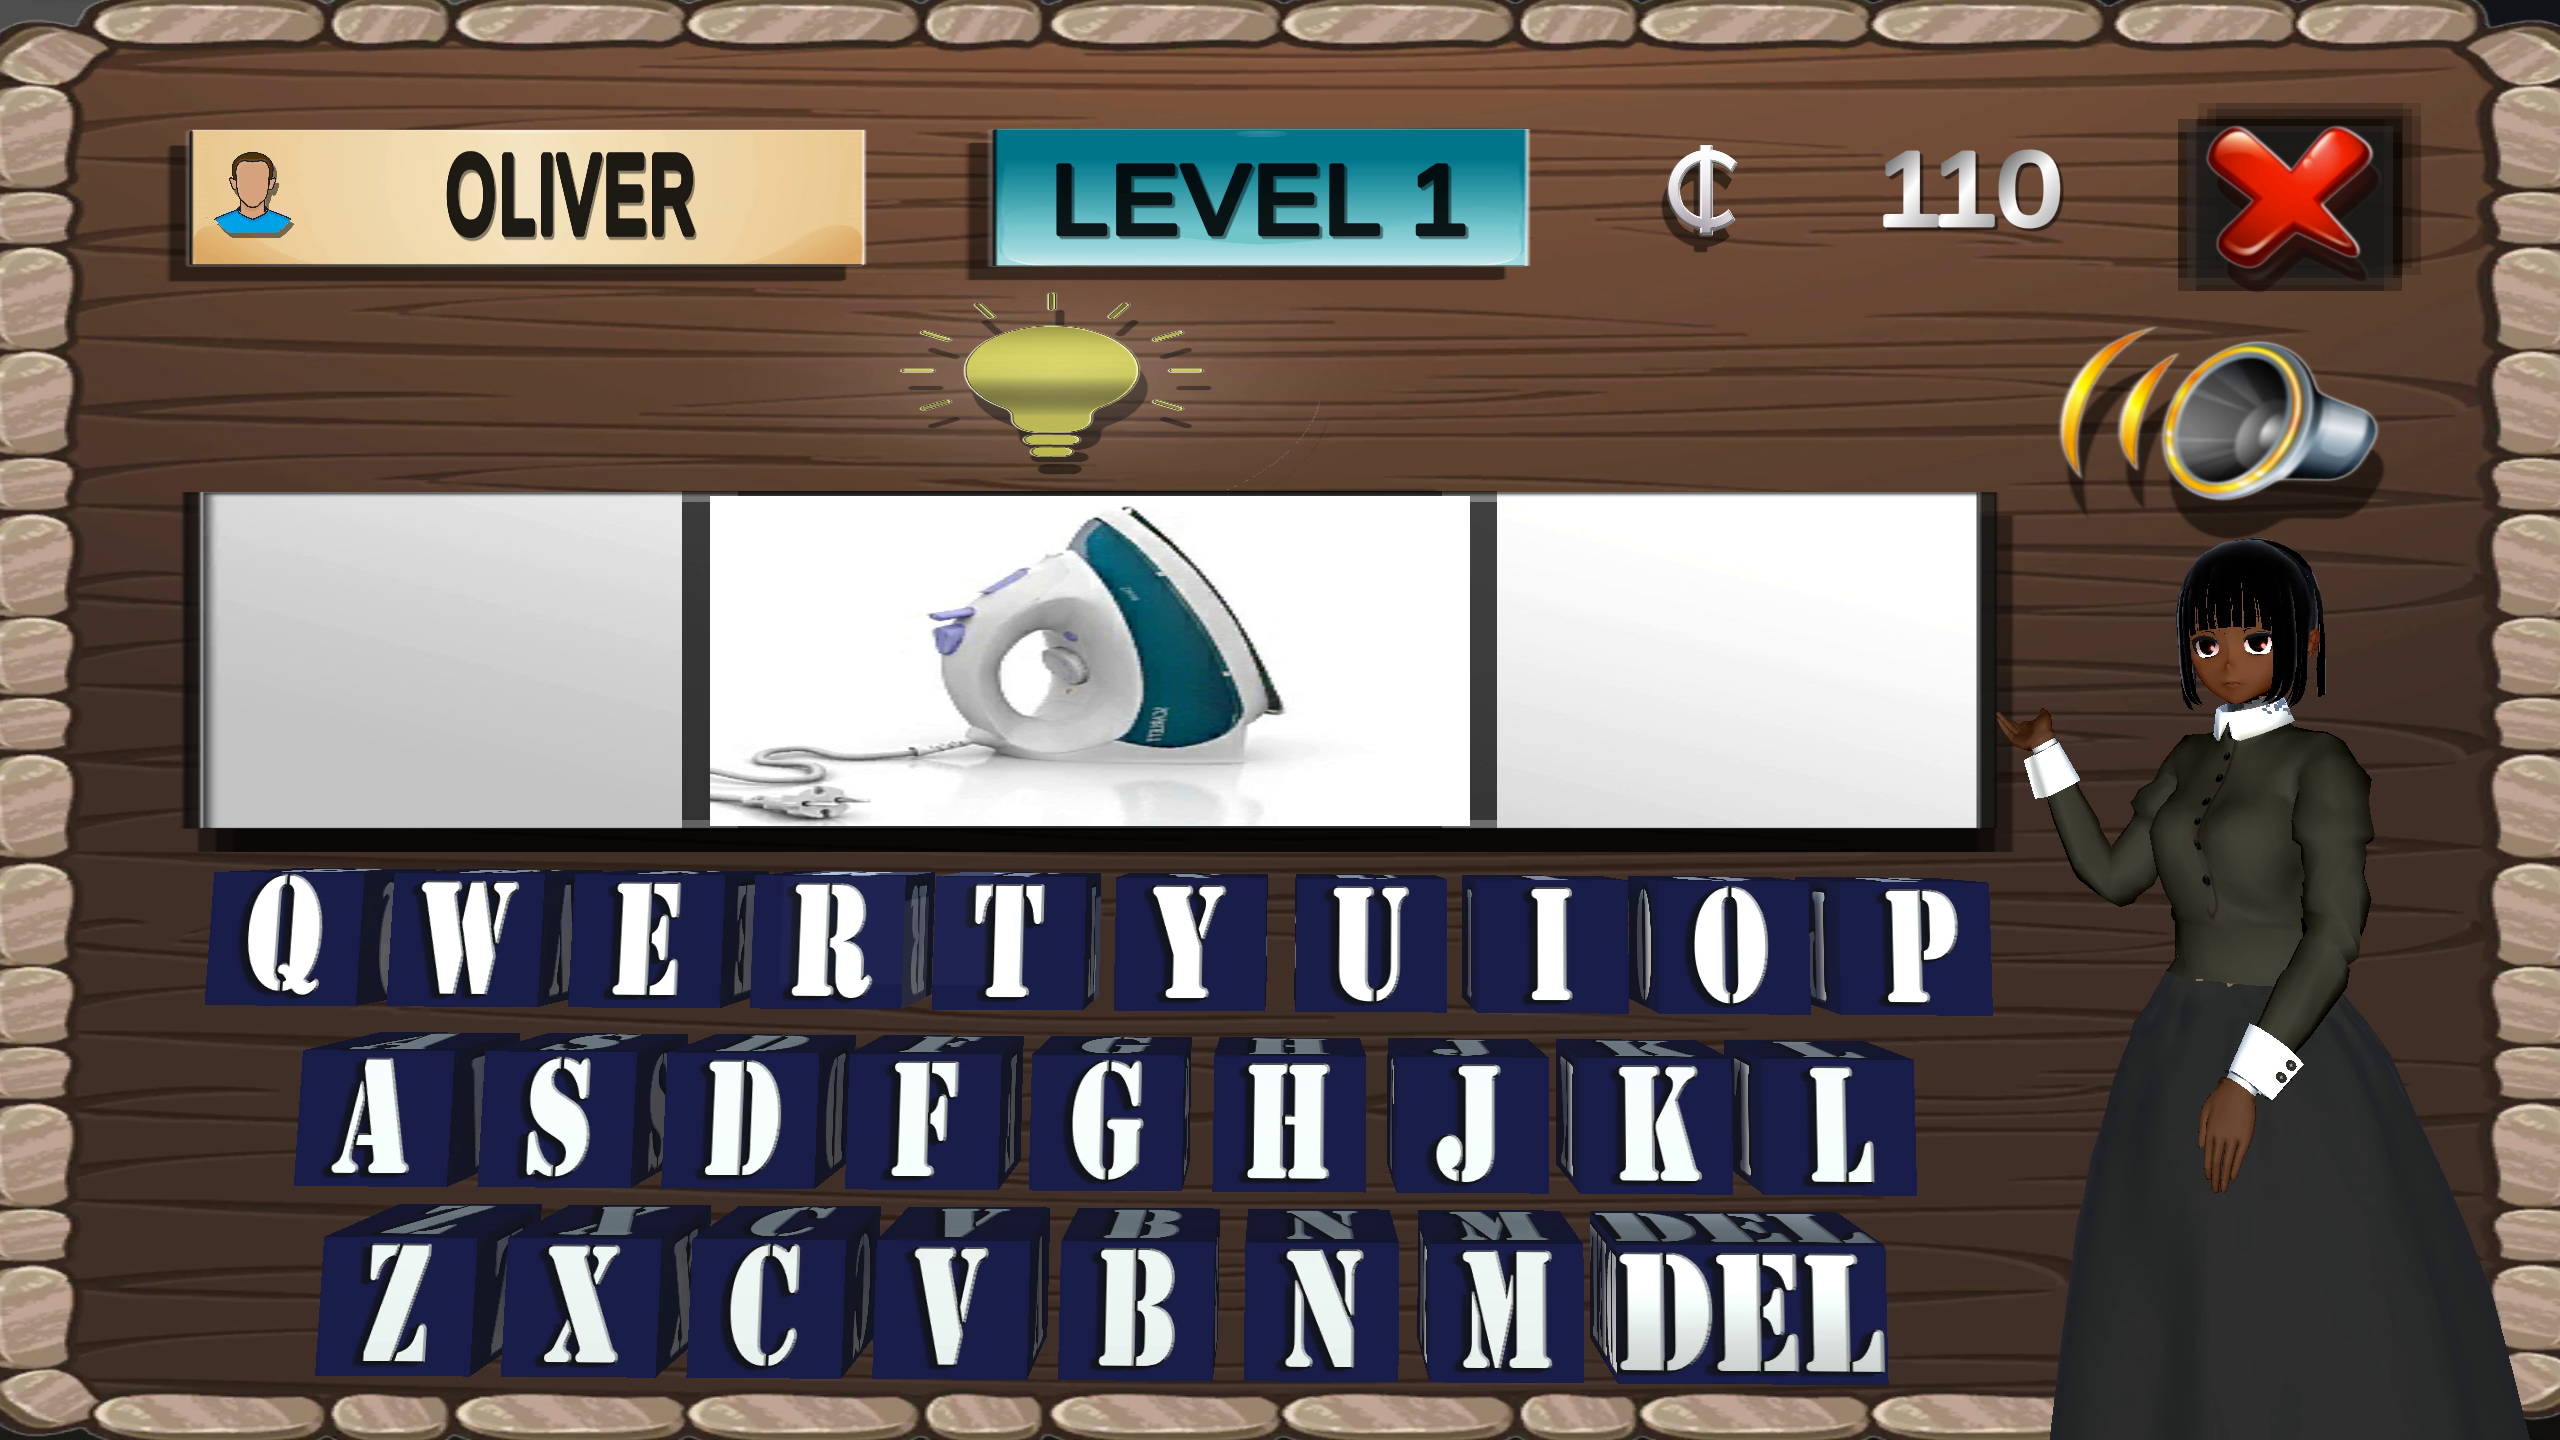 OLIVER
LEVEL 1
₵ 110
Q W E R T Y U I O P
A S D F G H J K L
Z X C V B N M DEL